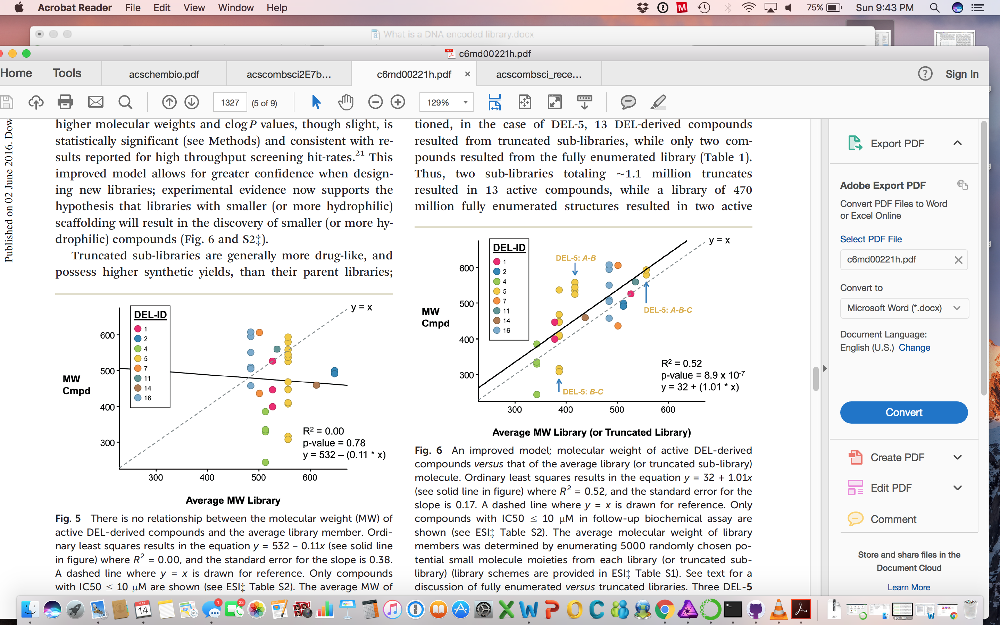 Acrobat Reader File Edit View Window Help 75% Sun 9:43 PM
What is a DNA encoded library.docx
c6md00221h.pdf
Home Tools acschembio.pdf acscombsci2E7b... c6md00221h.pdf × acscombsci_rece... ? Sign In
1327 (5 of 9) 129%
Published on 02 June 2016. Dow
higher molecular weights and clog P values, though slight, is
statistically significant (see Methods) and consistent with re-
sults reported for high throughput screening hit-rates.21 This
improved model allows for greater confidence when design-
ing new libraries; experimental evidence now supports the
hypothesis that libraries with smaller (or more hydrophilic)
scaffolding will result in the discovery of smaller (or more hy-
drophilic) compounds (Fig. 6 and S2‡).
Truncated sub-libraries are generally more drug-like, and
possess higher synthetic yields, than their parent libraries;
DEL-ID
1
2
4
5
7
11
14
16
y = x
600
500
400
300
MW
Cmpd
R2 = 0.00
p-value = 0.78
y = 532 – (0.11 * x)
300 400 500 600
Average MW Library
Fig. 5 There is no relationship between the molecular weight (MW) of
active DEL-derived compounds and the average library member. Ordi-
nary least squares results in the equation y = 532 – 0.11x (see solid line
in figure) where R2 = 0.00, and the standard error for the slope is 0.38.
A dashed line where y = x is drawn for reference. Only compounds
with IC50 ≤ 10 μM are shown (see ESI‡ Table S2). The average MW of
tioned, in the case of DEL-5, 13 DEL-derived compounds
resulted from truncated sub-libraries, while only two com-
pounds resulted from the fully enumerated library (Table 1).
Thus, two sub-libraries totaling ~1.1 million truncates
resulted in 13 active compounds, while a library of 470
million fully enumerated structures resulted in two active
DEL-ID
1
2
4
5
7
11
14
16
y = x
DEL-5: A-B
DEL-5: A-B-C
DEL-5: B-C
600
500
400
300
MW
Cmpd
R2 = 0.52
p-value = 8.9 x 10-7
y = 32 + (1.01 * x)
300 400 500 600
Average MW Library (or Truncated Library)
Fig. 6 An improved model; molecular weight of active DEL-derived
compounds versus that of the average library (or truncated sub-library)
molecule. Ordinary least squares results in the equation y = 32 + 1.01x
(see solid line in figure) where R2 = 0.52, and the standard error for the
slope is 0.17. A dashed line where y = x is drawn for reference. Only
compounds with IC50 ≤ 10 μM in follow-up biochemical assay are
shown (see ESI‡ Table S2). The average molecular weight of library
members was determined by enumerating 5000 randomly chosen po-
tential small molecule moieties from each library (or truncated sub-
library) (library schemes are provided in ESI‡ Table S1). See text for a
discussion of fully enumerated versus truncated libraries. Three DEL-5
Export PDF
Adobe Export PDF
Convert PDF Files to Word
or Excel Online
Select PDF File
c6md00221h.pdf
Convert to
Microsoft Word (*.docx)
Document Language:
English (U.S.) Change
Convert
Create PDF
Edit PDF
Comment
Store and share files in the
Document Cloud
Learn More
MAY
14
1
23
ZIP
python